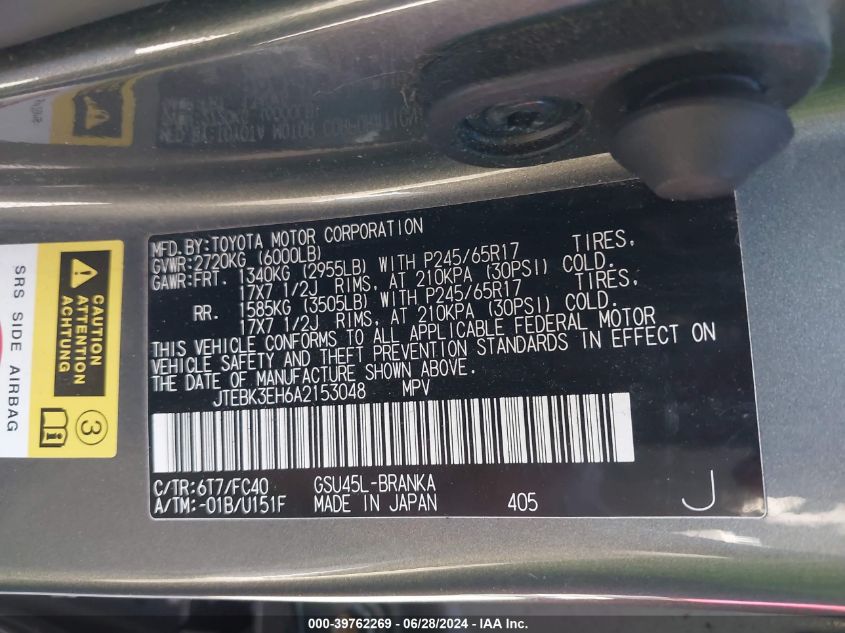 MFD.BY:TOYOTA MOTOR CORPORATION
GVWR:2720KG (6000LB)
GAWR:FRT. 1340KG (2955LB) WITH P245/65R17 TIRES,
17X7 1/2J RIMS, AT 210KPA (30PSI) COLD.
RR. 1585KG (3505LB) WITH P245/65R17 TIRES,
17X7 1/2J RIMS, AT 210KPA (30PSI) COLD.
THIS VEHICLE CONFORMS TO ALL APPLICABLE FEDERAL MOTOR
VEHICLE SAFETY AND THEFT PREVENTION STANDARDS IN EFFECT ON
THE DATE OF MANUFACTURE SHOWN ABOVE.
JTEBK3EH6A2153048 MPV
C/TR:6T7/FC40 GSU45L-BRANKA
A/TM:-01B/U151F MADE IN JAPAN 405 J
SRS SIDE AIRBAG
CAUTION
ATTENTION
ACHTUNG
3
000-39762269 - 06/28/2024 - IAA Inc.